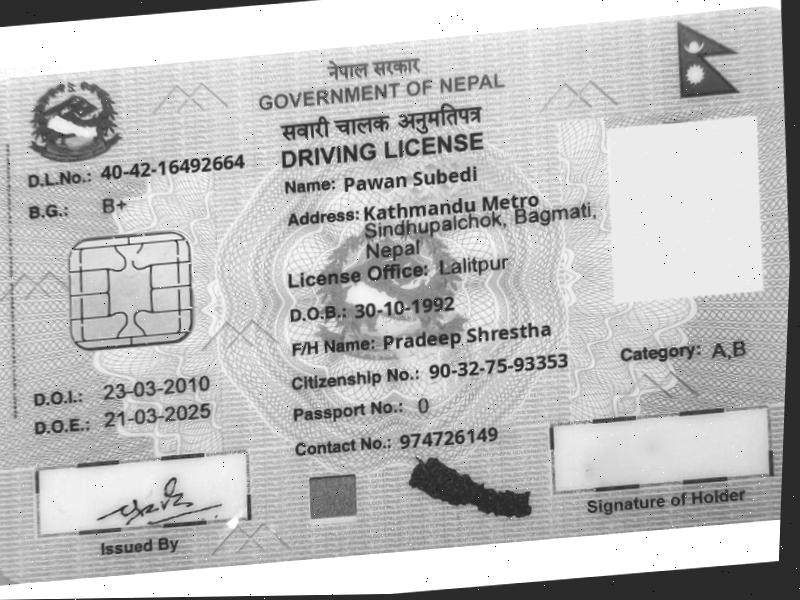 नेपाल सरकार
GOVERNMENT OF NEPAL
सवारी चालक अनुमतिपत्र
DRIVING LICENSE
D.L.No.: 40-42-16492664
B.G.: B+
Name: Pawan Subedi
Address: Kathmandu Metro
Sindhupalchok, Bagmati,
Nepal
License Office: Lalitpur
D.O.B.: 30-10-1992
F/H Name: Pradeep Shrestha
Citizenship No.: 90-32-75-93353
Passport No.: 0
Contact No.: 974726149
Category: A,B
D.O.I.: 23-03-2010
D.O.E.: 21-03-2025
Issued By
Signature of Holder